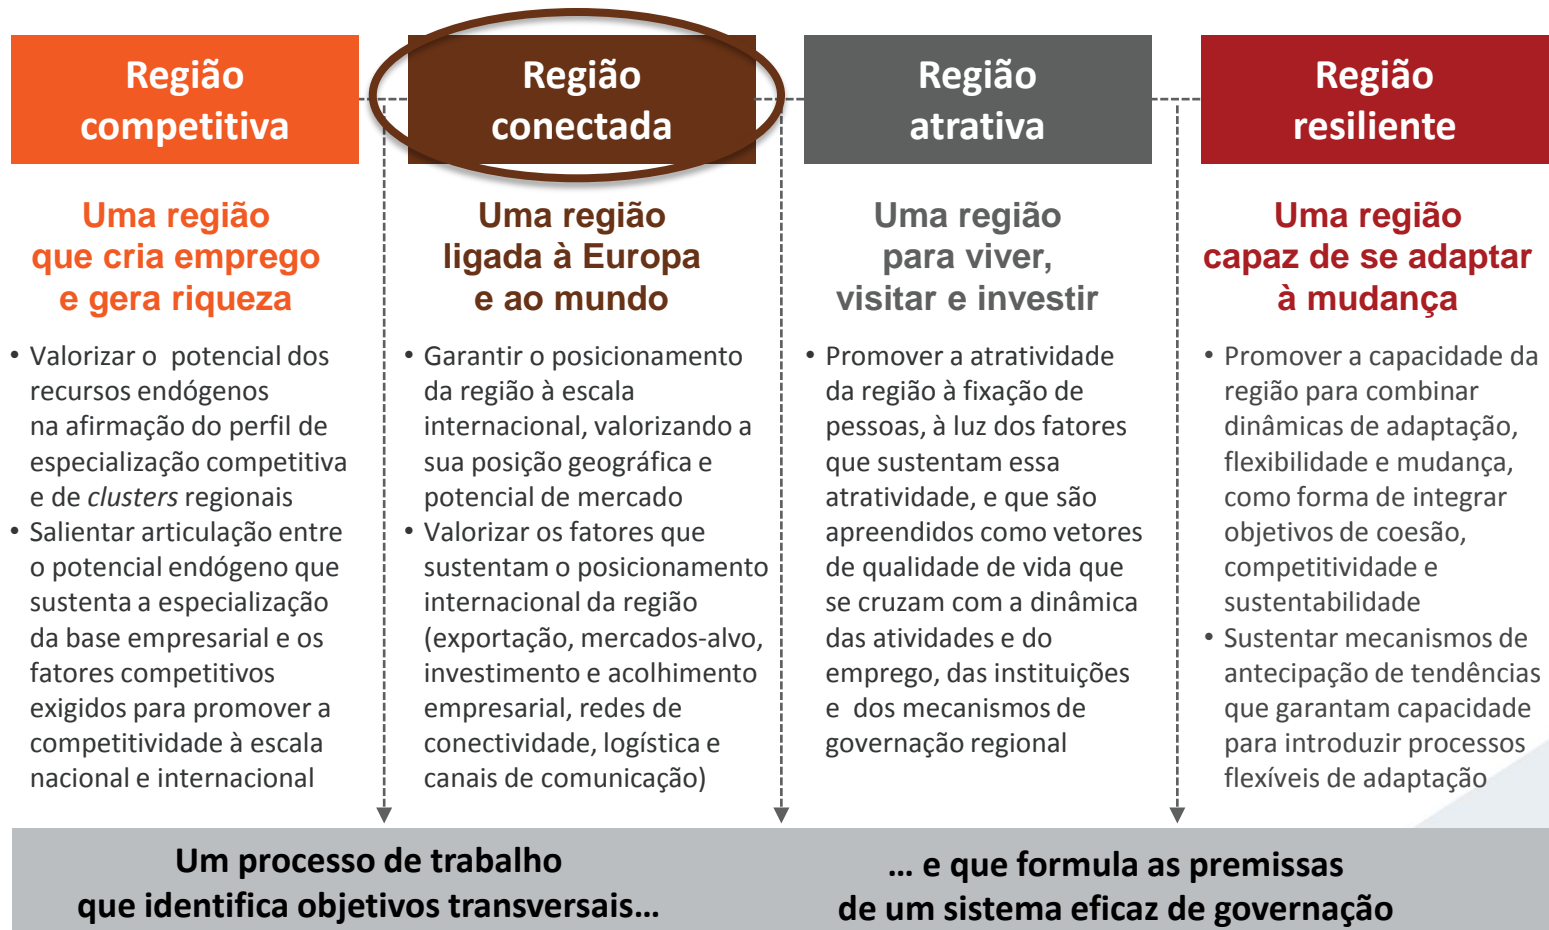 Região
competitiva
Uma região
que cria emprego
e gera riqueza
• Valorizar o potencial dos
recursos endógenos
na afirmação do perfil de
especialização competitiva
e de clusters regionais
• Salientar articulação entre
o potencial endógeno que
sustenta a especialização
da base empresarial e os
fatores competitivos
exigidos para promover a
competitividade à escala
nacional e internacional
Região
conectada
Uma região
ligada à Europa
e ao mundo
• Garantir o posicionamento
da região à escala
internacional, valorizando a
sua posição geográfica e
potencial de mercado
• Valorizar os fatores que
sustentam o posicionamento
internacional da região
(exportação, mercados-alvo,
investimento e acolhimento
empresarial, redes de
conectividade, logística e
canais de comunicação)
Região
atrativa
Uma região
para viver,
visitar e investir
• Promover a atratividade
da região à fixação de
pessoas, à luz dos fatores
que sustentam essa
atratividade, e que são
apreendidos como vetores
de qualidade de vida que
se cruzam com a dinâmica
das atividades e do
emprego, das instituições
e dos mecanismos de
governação regional
Região
resiliente
Uma região
capaz de se adaptar
à mudança
• Promover a capacidade da
região para combinar
dinâmicas de adaptação,
flexibilidade e mudança,
como forma de integrar
objetivos de coesão,
competitividade e
sustentabilidade
• Sustentar mecanismos de
antecipação de tendências
que garantam capacidade
para introduzir processos
flexíveis de adaptação
Um processo de trabalho
que identifica objetivos transversais…
… e que formula as premissas
de um sistema eficaz de governação